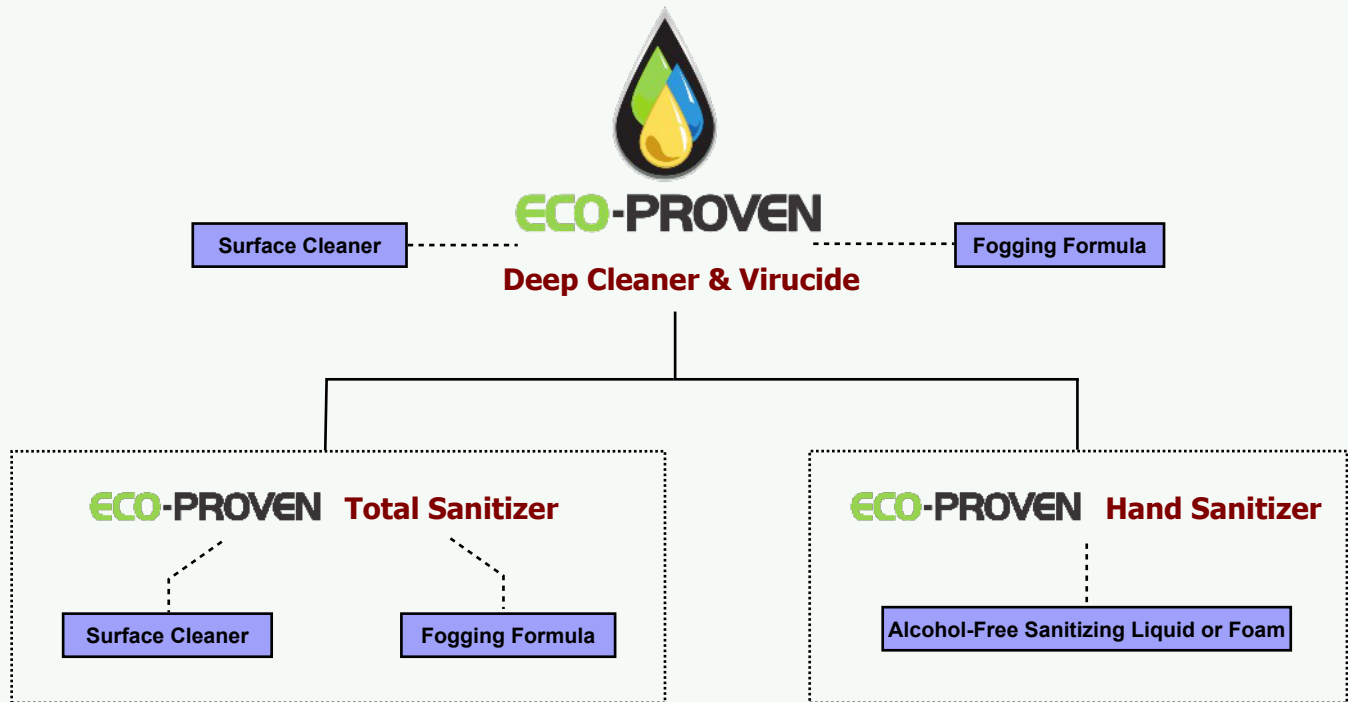 ECO-PROVEN
Surface Cleaner
Fogging Formula
Deep Cleaner & Virucide
ECO-PROVEN Total Sanitizer
Surface Cleaner
Fogging Formula
ECO-PROVEN Hand Sanitizer
Alcohol-Free Sanitizing Liquid or Foam